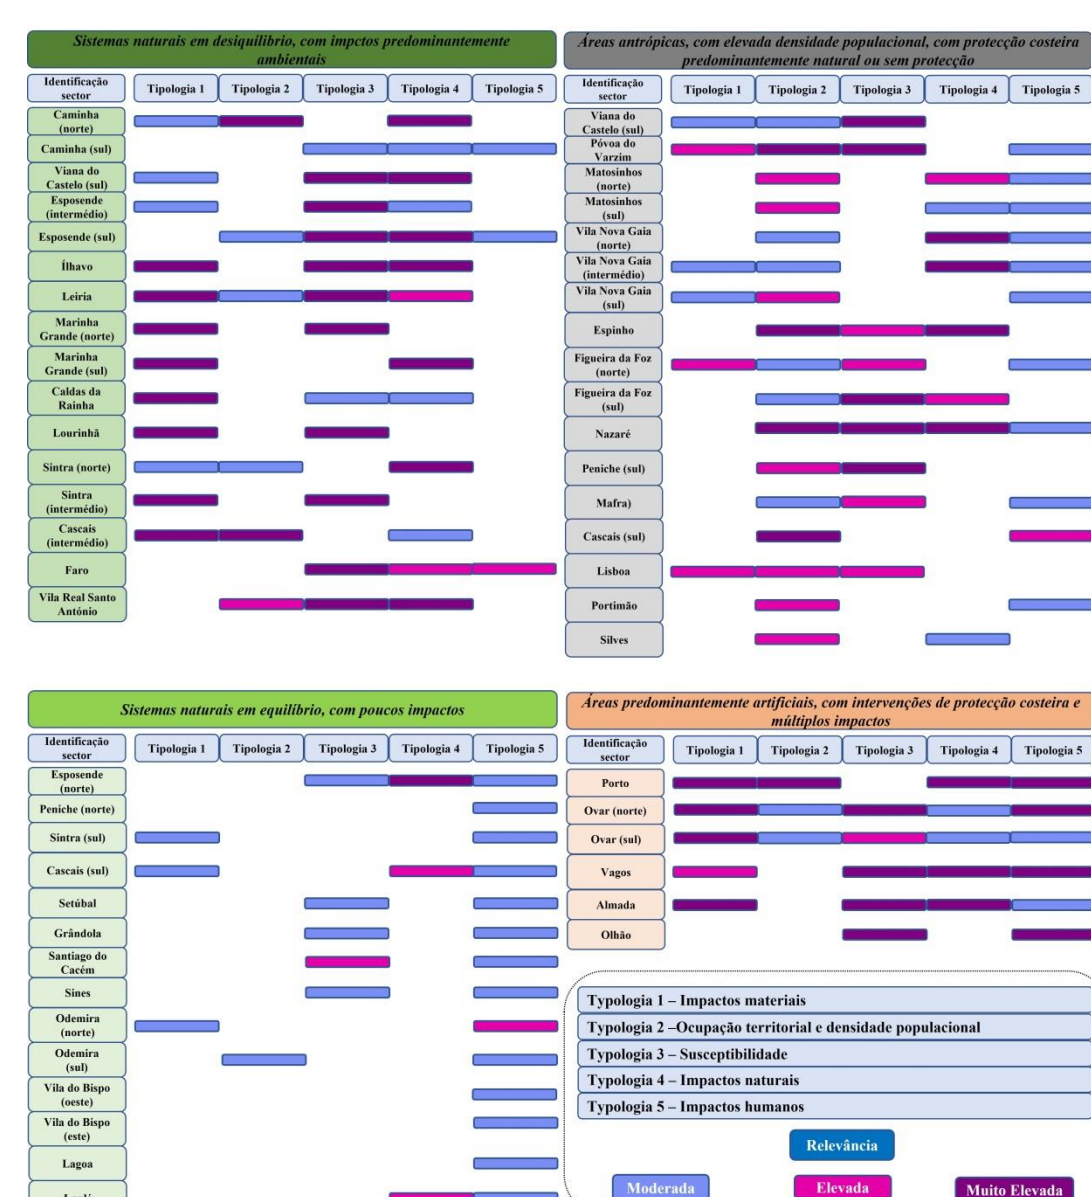 Sistemas naturais em desiquilibrio, com impctos predominantemente
ambientais
Identificação
sector
Tipologia 1
Tipologia 2
Tipologia 3
Tipologia 4
Tipologia 5
Caminha
(norte)
Caminha (sul)
Viana do
Castelo (sul)
Esposende
(intermédio)
Esposende (sul)
Ílhavo
Leiria
Marinha
Grande (norte)
Marinha
Grande (sul)
Caldas da
Rainha
Lourinhã
Sintra (norte)
Sintra
(intermédio)
Cascais
(intermédio)
Faro
Vila Real Santo
António
Áreas antrópicas, com elevada densidade populacional, com protecção costeira
predominantemente natural ou sem protecção
Identificação
sector
Tipologia 1
Tipologia 2
Tipologia 3
Tipologia 4
Tipologia 5
Viana do
Castelo (sul)
Póvoa do
Varzim
Matosinhos
(norte)
Matosinhos
(sul)
Vila Nova Gaia
(norte)
Vila Nova Gaia
(intermédio)
Vila Nova Gaia
(sul)
Espinho
Figueira da Foz
(norte)
Figueira da Foz
(sul)
Nazaré
Peniche (sul)
Mafra)
Cascais (sul)
Lisboa
Portimão
Silves
Sistemas naturais em equilíbrio, com poucos impactos
Identificação
sector
Tipologia 1
Tipologia 2
Tipologia 3
Tipologia 4
Tipologia 5
Esposende
(norte)
Peniche (norte)
Sintra (sul)
Cascais (sul)
Setúbal
Grândola
Santiago do
Cacém
Sines
Odemira
(norte)
Odemira
(sul)
Vila do Bispo
(oeste)
Vila do Bispo
(este)
Lagoa
Áreas predominantemente artificiais, com intervenções de protecção costeira e
múltiplos impactos
Identificação
sector
Tipologia 1
Tipologia 2
Tipologia 3
Tipologia 4
Tipologia 5
Porto
Ovar (norte)
Ovar (sul)
Vagos
Almada
Olhão
Typologia 1 – Impactos materiais
Typologia 2 –Ocupação territorial e densidade populacional
Typologia 3 – Susceptibilidade
Typologia 4 – Impactos naturais
Typologia 5 – Impactos humanos
Relevância
Moderada
Elevada
Muito Elevada